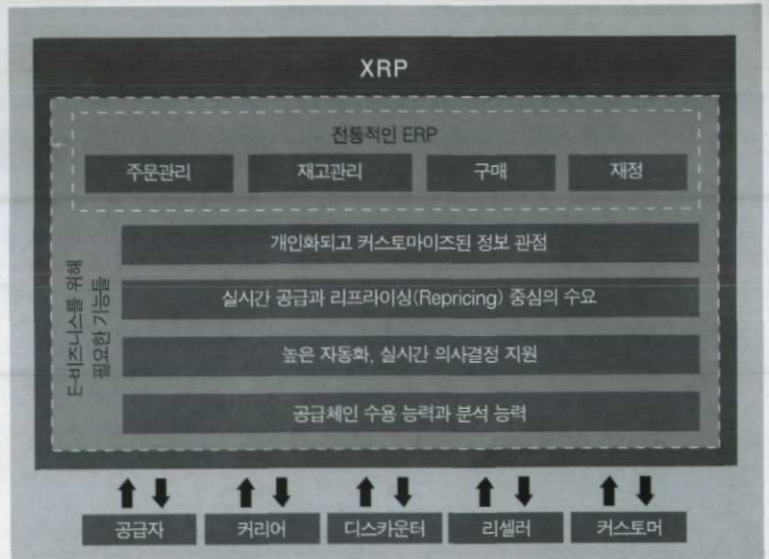 XRP
전통적인 ERP
주문관리
재고관리
구매
재정
E-비즈니스를 위해
필요한 기능들
개인화되고 커스토마이즈된 정보 관점
실시간 공급과 리프라이싱(Repricing) 중심의 수요
높은 자동화, 실시간 의사결정 지원
공급체인 수용 능력과 분석 능력
공급자
커리어
디스카운터
리셀러
커스토머